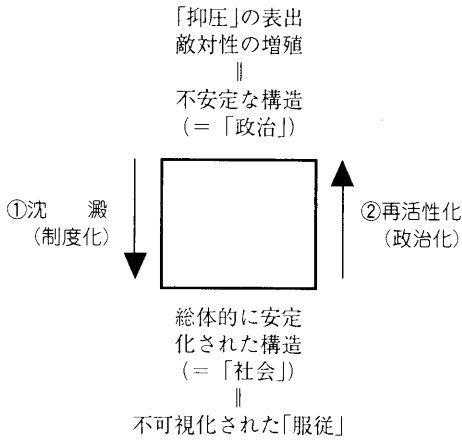 「抑圧」の表出
敵対性の増殖
‖
不安定な構造
(=「政治」)
①沈　澱
(制度化)
②再活性化
(政治化)
総体的に安定
化された構造
(=「社会」)
‖
不可視化された「服従」